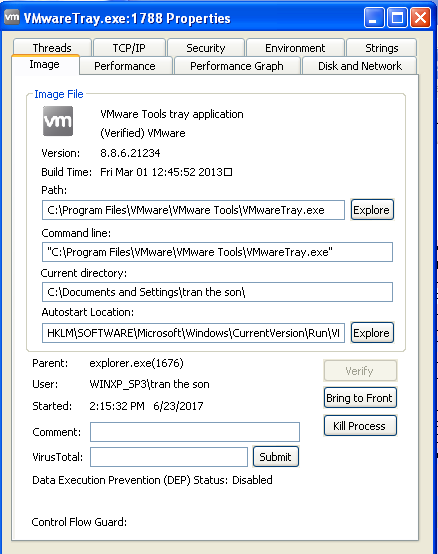 vm VMwareTray.exe:1788 Properties
Threads TCP/IP Security Environment Strings
Image Performance Performance Graph Disk and Network
Image File
vm
VMware Tools tray application
(Verified) VMware
Version: 8.8.6.21234
Build Time: Fri Mar 01 12:45:52 2013
Path:
C:\Program Files\VMware\VMware Tools\VMwareTray.exe Explore
Command line:
"C:\Program Files\VMware\VMware Tools\VMwareTray.exe"
Current directory:
C:\Documents and Settings\tran the son\
Autostart Location:
HKLM\SOFTWARE\Microsoft\Windows\CurrentVersion\Run\VI Explore
Parent: explorer.exe(1676) Verify
User: WINXP_SP3\tran the son
Bring to Front
Started: 2:15:32 PM 6/23/2017
Kill Process
Comment:
VirusTotal: Submit
Data Execution Prevention (DEP) Status: Disabled
Control Flow Guard: